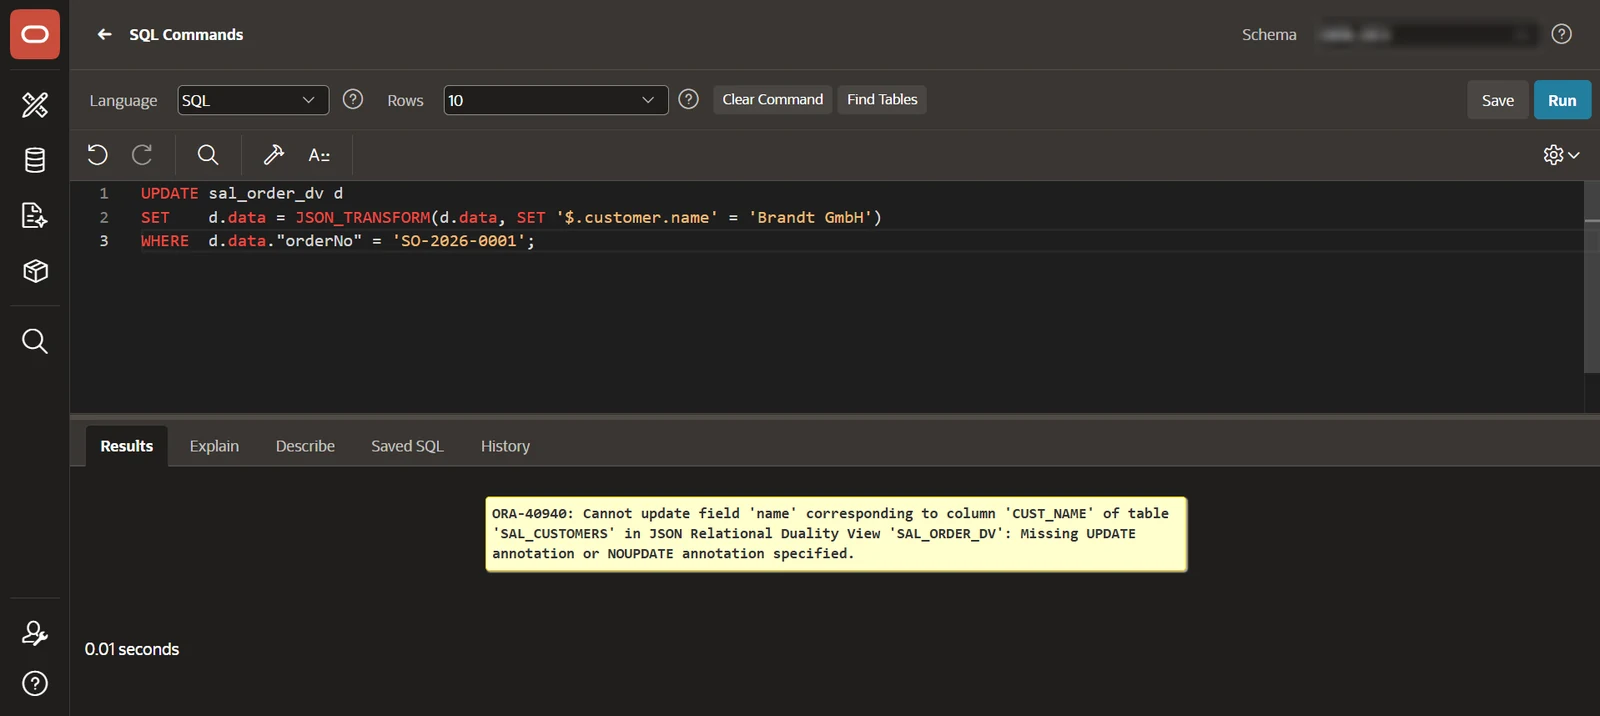 SQL Commands
Schema
Language SQL Rows 10 Clear Command Find Tables Save Run
1 UPDATE sal_order_dv d
2 SET    d.data = JSON_TRANSFORM(d.data, SET '$.customer.name' = 'Brandt GmbH')
3 WHERE  d.data."orderNo" = 'SO-2026-0001';
Results Explain Describe Saved SQL History
ORA-40940: Cannot update field 'name' corresponding to column 'CUST_NAME' of table
'SAL_CUSTOMERS' in JSON Relational Duality View 'SAL_ORDER_DV': Missing UPDATE
annotation or NOUPDATE annotation specified.
0.01 seconds